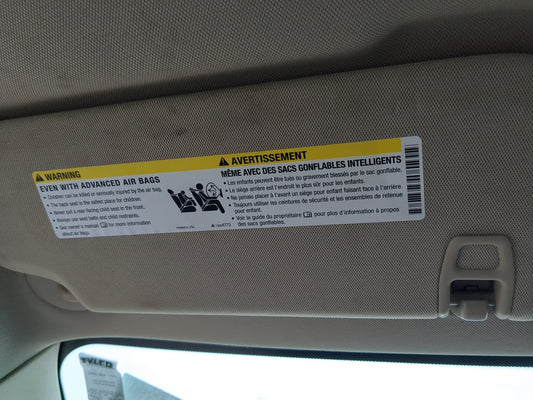 WARNING
EVEN WITH ADVANCED AIR BAGS
• Children can be killed or seriously injured by the air bag.
• The back seat is the safest place for children.
• Never put a rear-facing child seat in the front.
• Always use seat belts and child restraints.
• See owner's manual for more information
about air bags.
AVERTISSEMENT
MÊME AVEC DES SACS GONFLABLES INTELLIGENTS
• Les enfants peuvent être tués ou gravement blessés par le sac gonflable.
• Le siège arrière est l'endroit le plus sûr pour les enfants.
• Ne jamais placer à l'avant un siège pour enfant faisant face à l'arrière.
• Toujours utiliser les ceintures de sécurité et les ensembles de retenue
pour enfant.
• Voir le guide du propriétaire pour plus d'information à propos
des sacs gonflables.